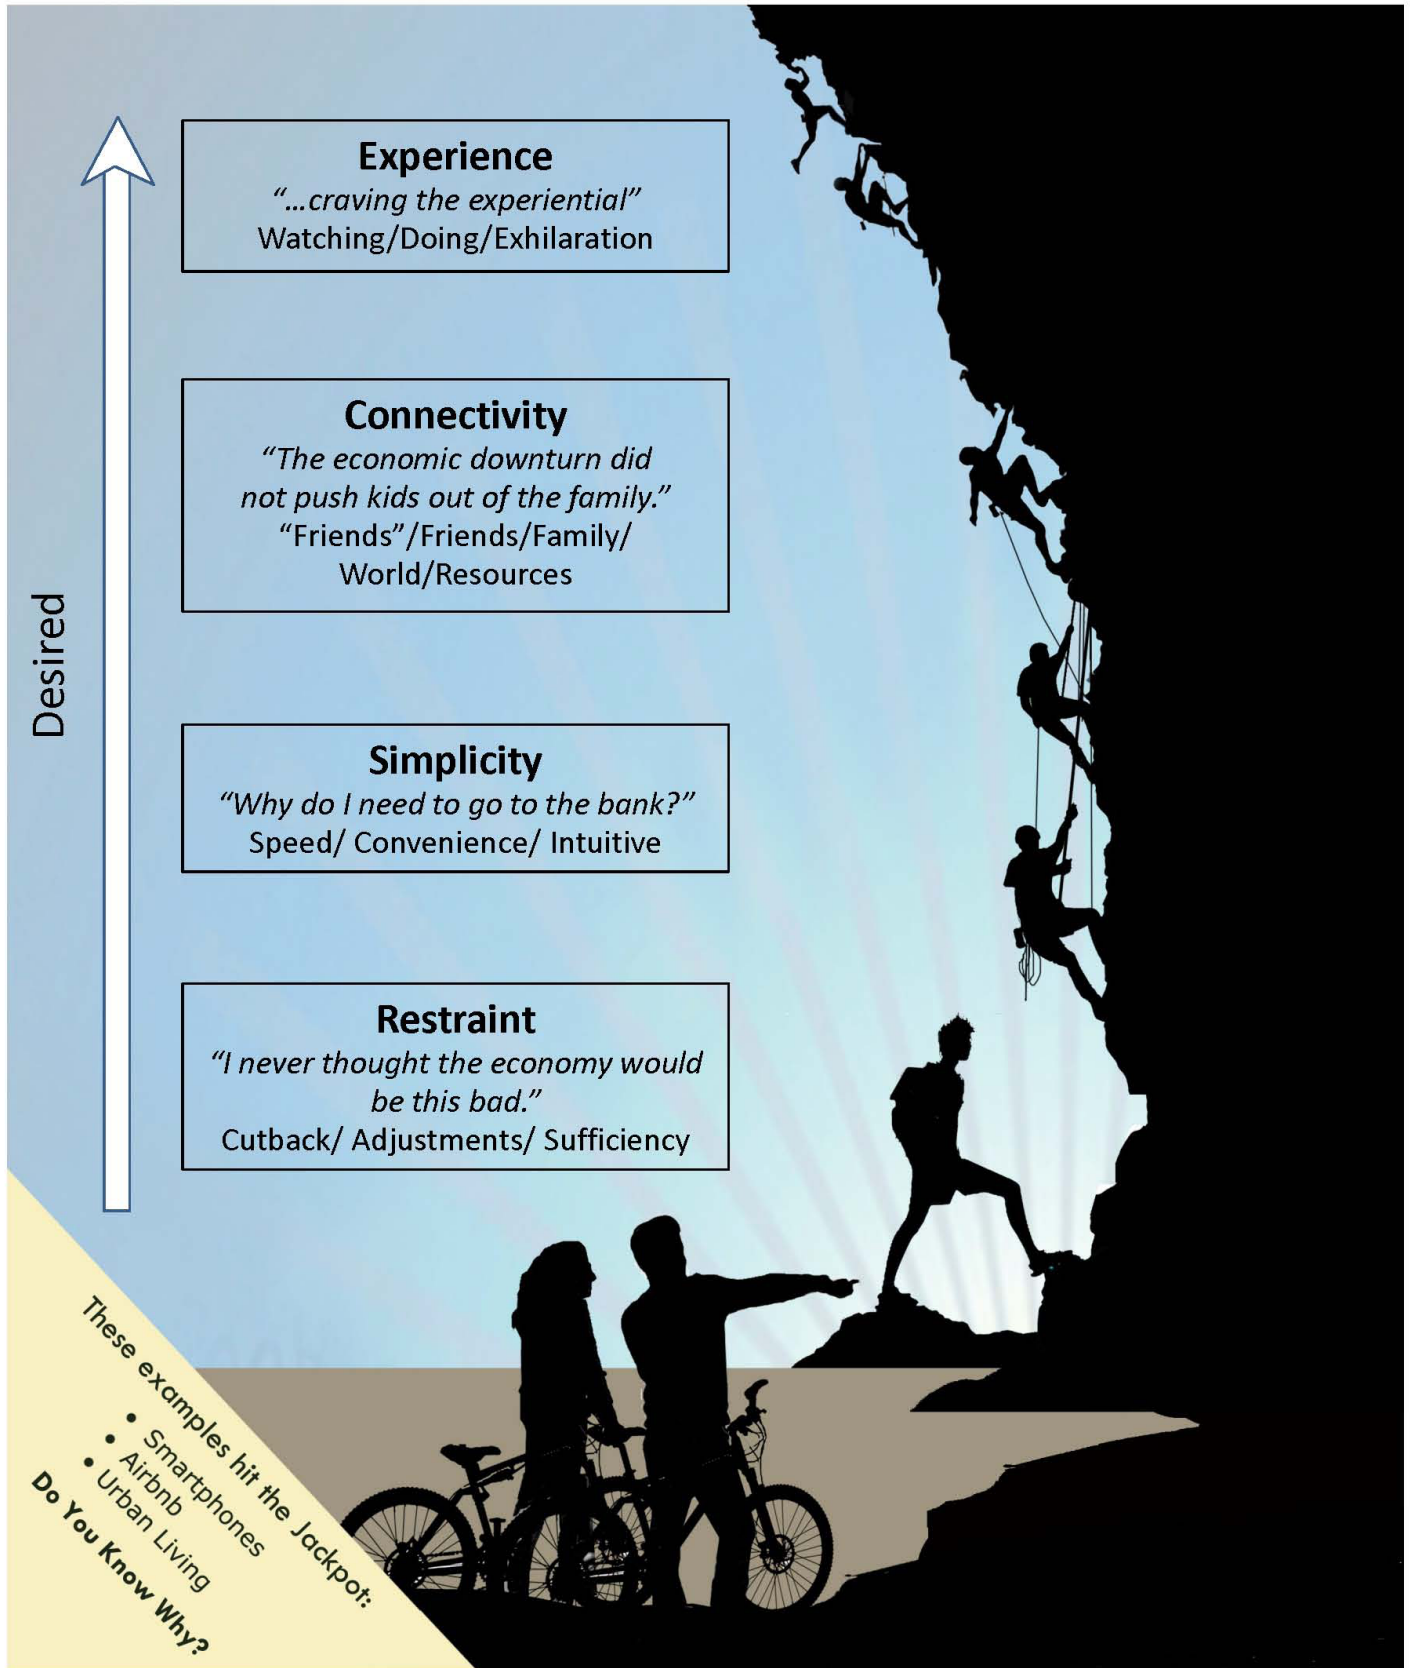 Experience
“…craving the experiential”
Watching/Doing/Exhilaration
Connectivity
“The economic downturn did
not push kids out of the family.”
“Friends”/Friends/Family/
World/Resources
Desired
Simplicity
“Why do I need to go to the bank?”
Speed/ Convenience/ Intuitive
Restraint
“I never thought the economy would
be this bad.”
Cutback/ Adjustments/ Sufficiency
These examples hit the Jackpot:
• Smartphones
• Airbnb
• Urban Living
Do You Know Why?